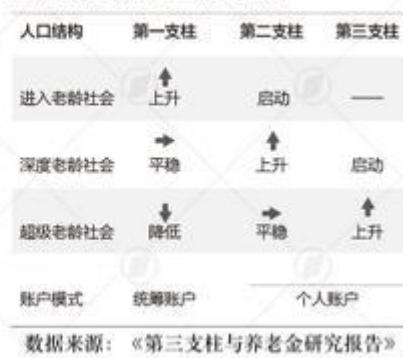 人口结构 第一支柱 第二支柱 第三支柱
进入老龄社会 上升 启动 —
深度老龄社会 平稳 上升 启动
超级老龄社会 降低 平稳 上升
账户模式 统筹账户 个人账户
数据来源：《第三支柱与养老金研究报告》